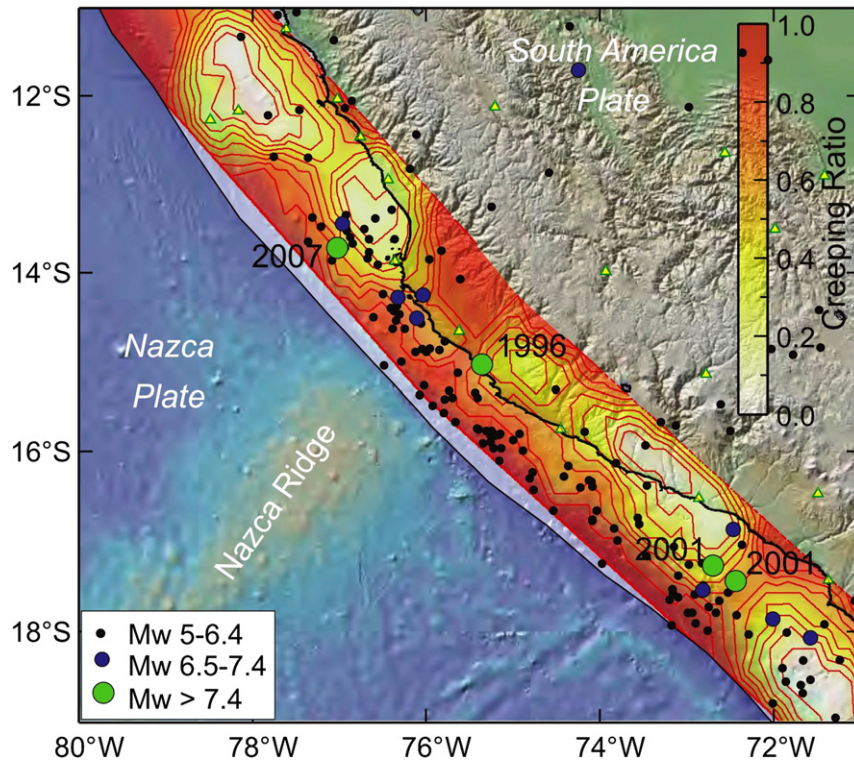 South America
Plate
1.0
0.8
0.6
0.4
0.2
0.0
Creeping Ratio
12°S
14°S
16°S
18°S
2007
1996
2001
2001
Nazca
Plate
Nazca Ridge
Mw 5-6.4
Mw 6.5-7.4
Mw > 7.4
80°W
78°W
76°W
74°W
72°W